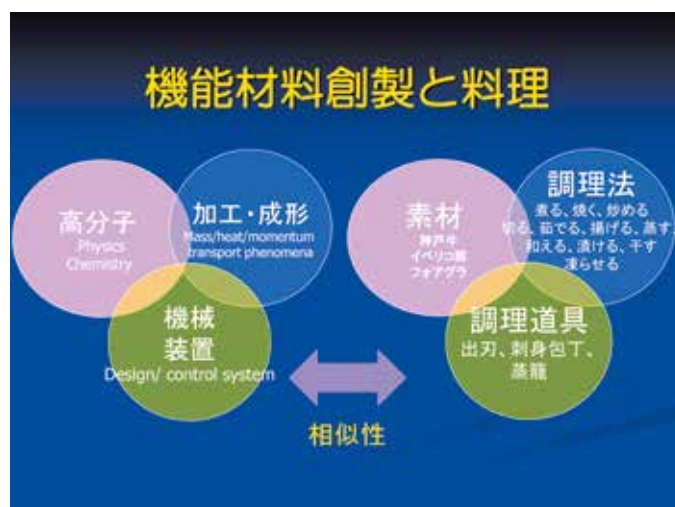 機能材料創製と料理
高分子
Physics
Chemistry
加工・成形
Mass/heat/momentum
transport phenomena
機械
装置
Design/ control system
素材
神戸牛
イベリコ豚
フォアグラ
調理法
煮る、焼く、炒める
切る、茹でる、揚げる、蒸す、
和える、漬ける、干す
凍らせる
調理道具
出刃、刺身包丁、
蒸籠
相似性